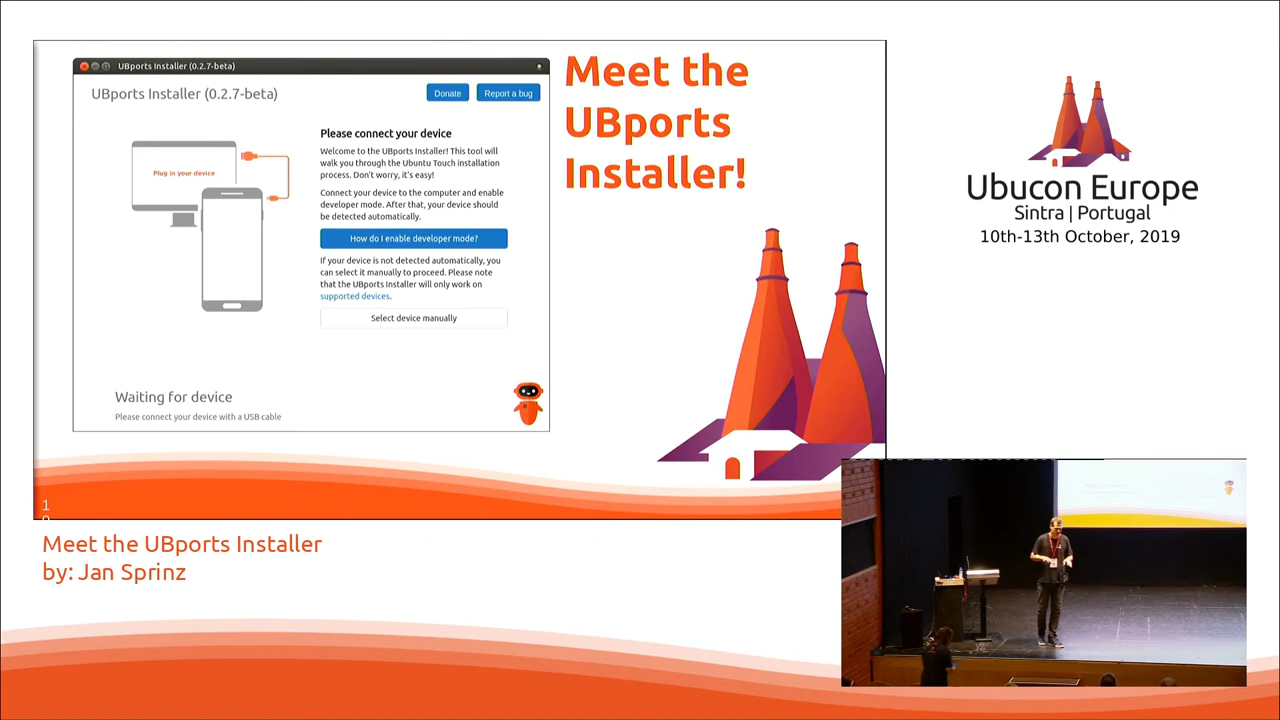 UBports Installer (0.2.7-beta)
UBports Installer (0.2.7-beta)
Donate
Report a bug
Plug in your device
Please connect your device
Welcome to the UBports Installer! This tool will
walk you through the Ubuntu Touch installation
process. Don't worry, it's easy!
Connect your device to the computer and enable
developer mode. After that, your device should
be detected automatically.
How do I enable developer mode?
If your device is not detected automatically, you
can select it manually to proceed. Please note
that the UBports Installer will only work on
supported devices.
Select device manually
Waiting for device
Please connect your device with a USB cable
Meet the
UBports
Installer!
1
Meet the UBports Installer
by: Jan Sprinz
Ubucon Europe
Sintra | Portugal
10th-13th October, 2019